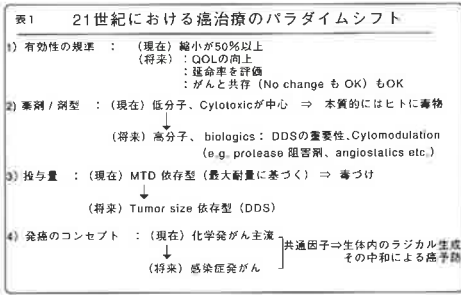 表1 21世紀における癌治療のパラダイムシフト
1) 有効性の規準 : (現在) 縮小が50%以上
(将来) : QOLの向上
: 延命率を評価
: がんと共存 (No change も OK) もOK
2) 薬剤 / 剤型 : (現在) 低分子、Cytotoxicが中心 ⇒ 本質的にはヒトに毒物
↓
(将来) 高分子、 biologics : DDSの重要性、Cytomodulation
(e.g. protease 阻害剤、angiostatics etc.)
3) 投与量 : (現在) MTD 依存型 (最大耐量に基づく) ⇒ 毒づけ
↓
(将来) Tumor size 依存型 (DDS)
4) 発癌のコンセプト : (現在) 化学発がん主流
共通因子⇒生体内のラジカル生成
↓ その中和による癌予防
(将来) 感染症発がん